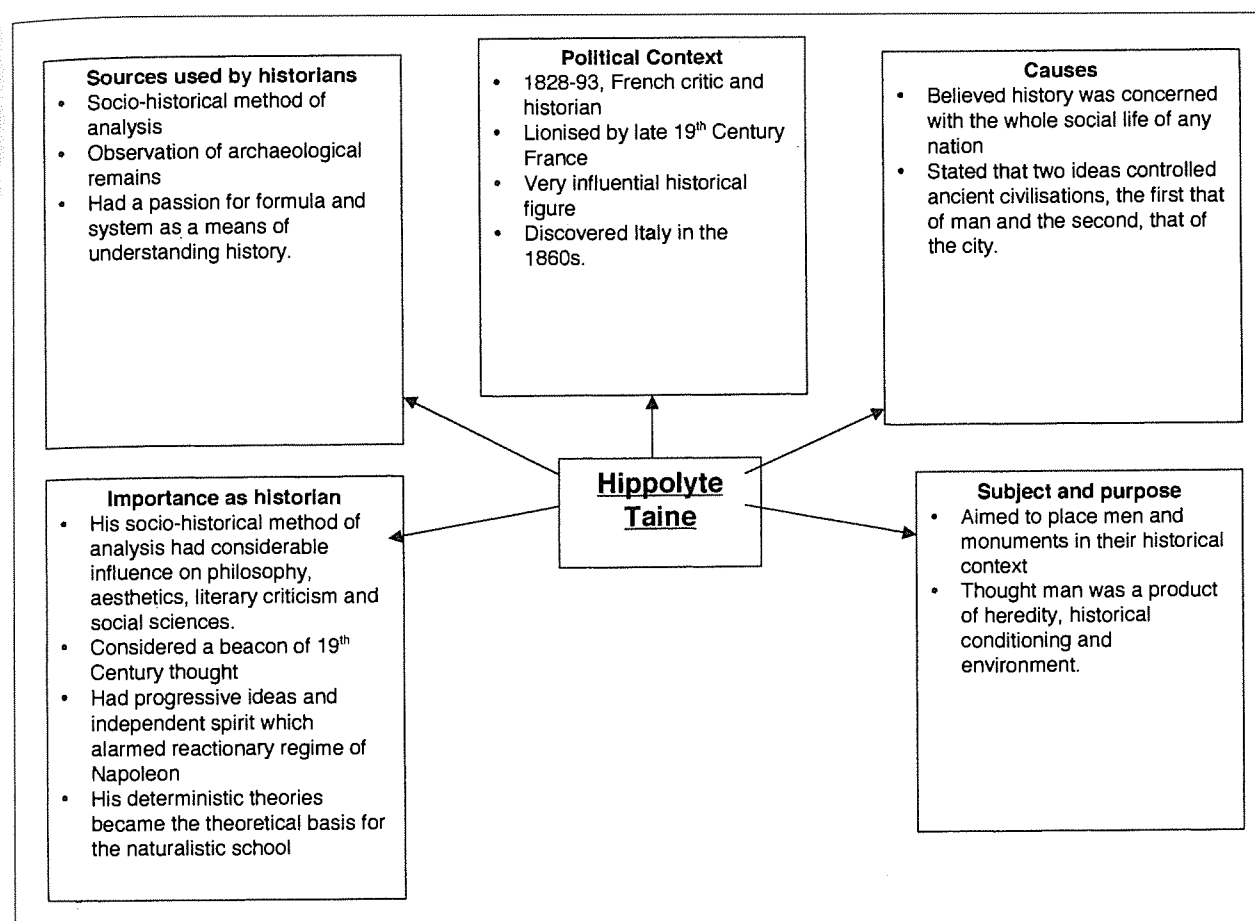 Sources used by historians
• Socio-historical method of
analysis
• Observation of archaeological
remains
• Had a passion for formula and
system as a means of
understanding history.
Political Context
• 1828-93, French critic and
historian
• Lionised by late 19th Century
France
• Very influential historical
figure
• Discovered Italy in the
1860s.
Causes
• Believed history was concerned
with the whole social life of any
nation
• Stated that two ideas controlled
ancient civilisations, the first that
of man and the second, that of
the city.
Hippolyte
Taine
Importance as historian
• His socio-historical method of
analysis had considerable
influence on philosophy,
aesthetics, literary criticism and
social sciences.
• Considered a beacon of 19th
Century thought
• Had progressive ideas and
independent spirit which
alarmed reactionary regime of
Napoleon
• His deterministic theories
became the theoretical basis for
the naturalistic school
Subject and purpose
• Aimed to place men and
monuments in their historical
context
• Thought man was a product
of heredity, historical
conditioning and
environment.